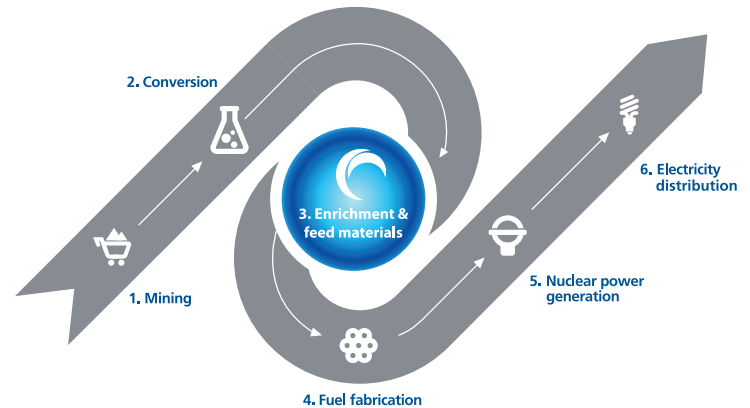 2. Conversion
3. Enrichment &
feed materials
6. Electricity
distribution
1. Mining
5. Nuclear power
generation
4. Fuel fabrication